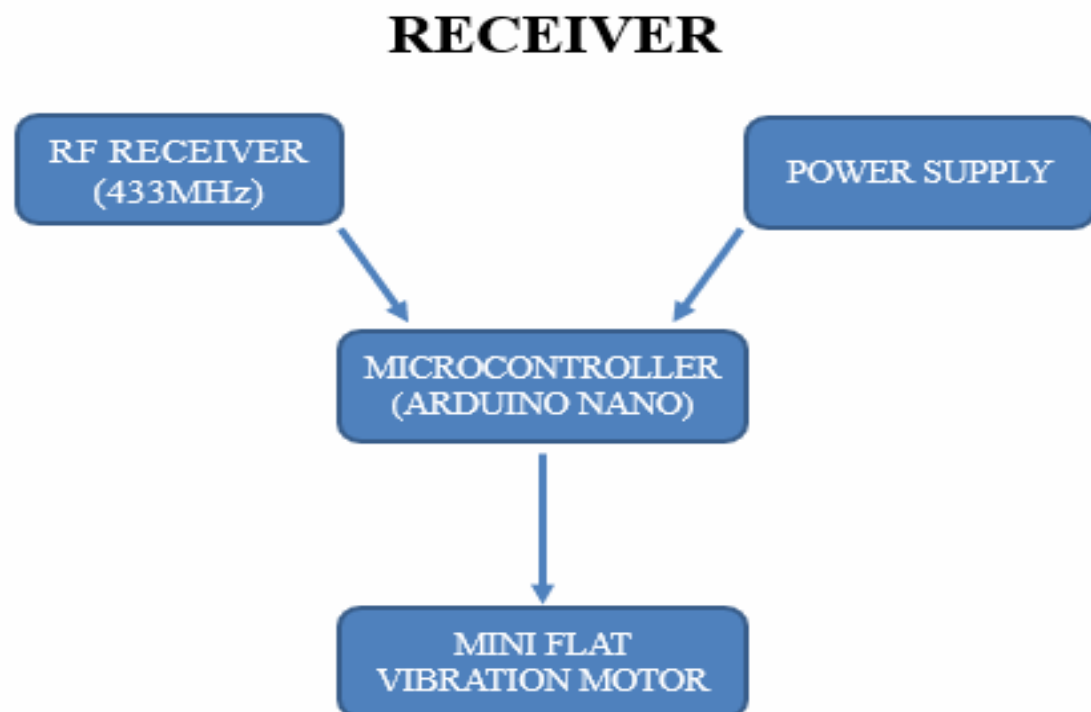 RECEIVER
RF RECEIVER
(433MHz)
POWER SUPPLY
MICROCONTROLLER
(ARDUINO NANO)
MINI FLAT
VIBRATION MOTOR